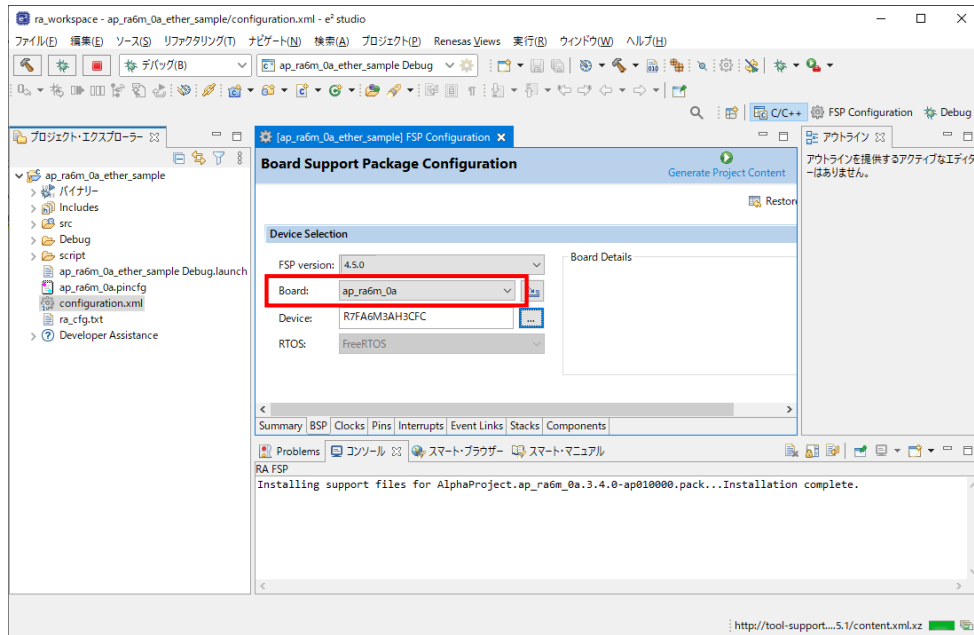 ra_workspace - ap_ra6m_0a_ether_sample/configuration.xml - e² studio
ファイル(F) 編集(E) ソース(S) リファクタリング(T) ナビゲート(N) 検索(A) プロジェクト(P) Renesas Views 実行(R) ウィンドウ(W) ヘルプ(H)
デバッグ(B) ap_ra6m_0a_ether_sample Debug
C/C++ FSP Configuration Debug
プロジェクト・エクスプローラー
ap_ra6m_0a_ether_sample
バイナリー
Includes
src
Debug
script
ap_ra6m_0a_ether_sample Debug.launch
ap_ra6m_0a.pincfg
configuration.xml
ra_cfg.txt
Developer Assistance
[ap_ra6m_0a_ether_sample] FSP Configuration
Board Support Package Configuration
Generate Project Content
Restore
Device Selection
FSP version: 4.5.0
Board: ap_ra6m_0a
Device: R7FA6M3AH3CFC
...
RTOS: FreeRTOS
Board Details
Summary BSP Clocks Pins Interrupts Event Links Stacks Components
アウトライン
アウトラインを提供するアクティブなエディタ
ーはありません。
Problems コンソール スマート・ブラウザー スマート・マニュアル
RA FSP
Installing support files for AlphaProject.ap_ra6m_0a.3.4.0-ap010000.pack...Installation complete.
http://tool-support....5.1/content.xml.xz